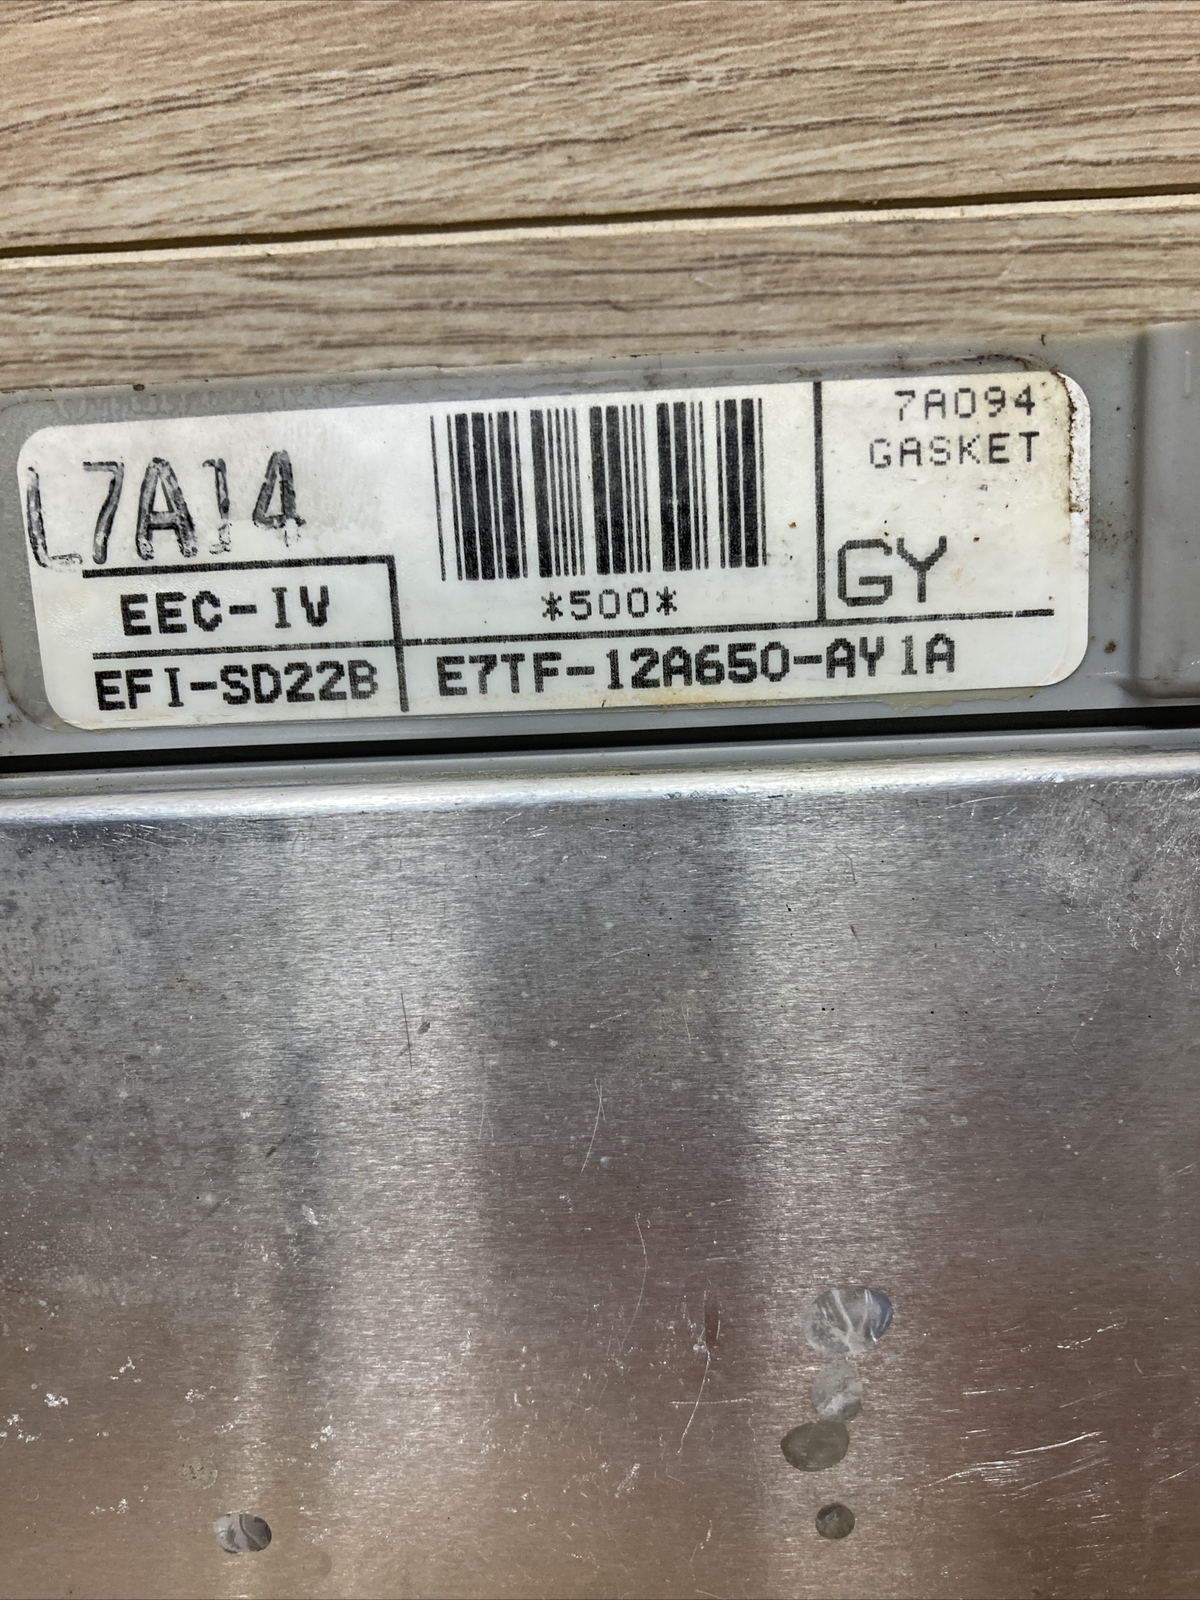 L7A14
*500*
7A094
GASKET
GY
EEC-IV
EFI-SD22B
E7TF-12A650-AY1A